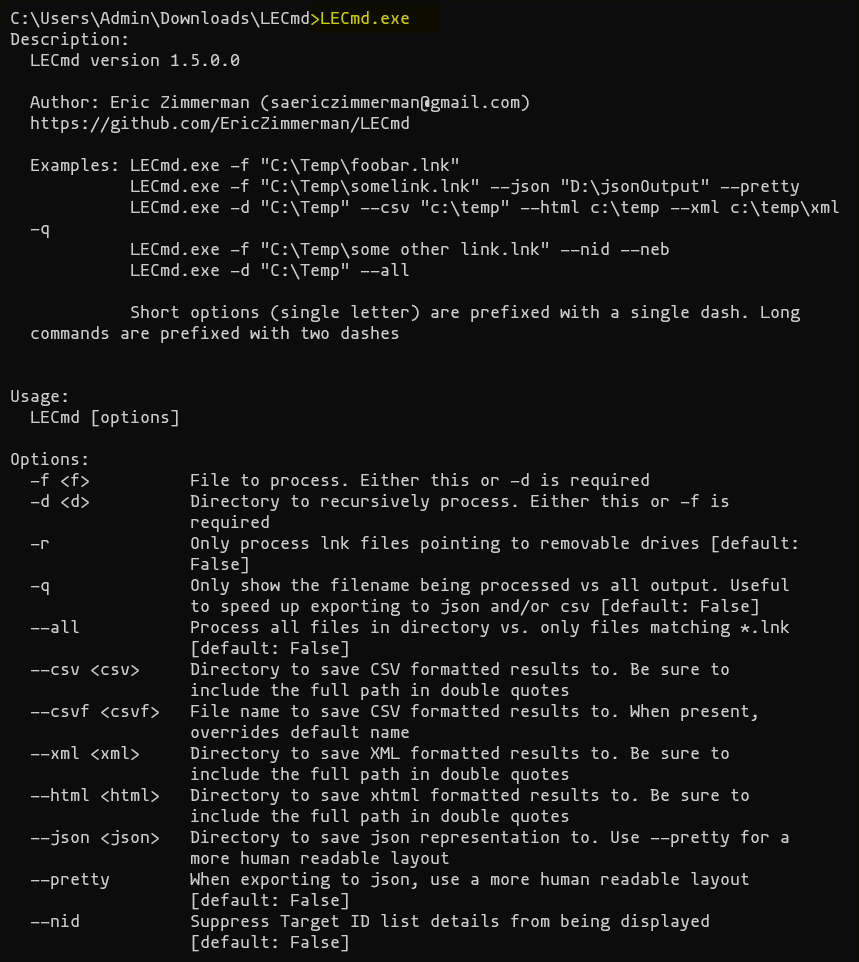 C:\Users\Admin\Downloads\LECmd>LECmd.exe
Description:
  LECmd version 1.5.0.0

  Author: Eric Zimmerman (saericzimmerman@gmail.com)
  https://github.com/EricZimmerman/LECmd

  Examples: LECmd.exe -f "C:\Temp\foobar.lnk"
            LECmd.exe -f "C:\Temp\somelink.lnk" --json "D:\jsonOutput" --pretty
            LECmd.exe -d "C:\Temp" --csv "c:\temp" --html c:\temp --xml c:\temp\xml
  -q
            LECmd.exe -f "C:\Temp\some other link.lnk" --nid --neb
            LECmd.exe -d "C:\Temp" --all

            Short options (single letter) are prefixed with a single dash. Long
  commands are prefixed with two dashes


Usage:
  LECmd [options]

Options:
  -f <f>          File to process. Either this or -d is required
  -d <d>          Directory to recursively process. Either this or -f is
                  required
  -r              Only process lnk files pointing to removable drives [default:
                  False]
  -q              Only show the filename being processed vs all output. Useful
                  to speed up exporting to json and/or csv [default: False]
  --all           Process all files in directory vs. only files matching *.lnk
                  [default: False]
  --csv <csv>     Directory to save CSV formatted results to. Be sure to
                  include the full path in double quotes
  --csvf <csvf>   File name to save CSV formatted results to. When present,
                  overrides default name
  --xml <xml>     Directory to save XML formatted results to. Be sure to
                  include the full path in double quotes
  --html <html>   Directory to save xhtml formatted results to. Be sure to
                  include the full path in double quotes
  --json <json>   Directory to save json representation to. Use --pretty for a
                  more human readable layout
  --pretty        When exporting to json, use a more human readable layout
                  [default: False]
  --nid           Suppress Target ID list details from being displayed
                  [default: False]